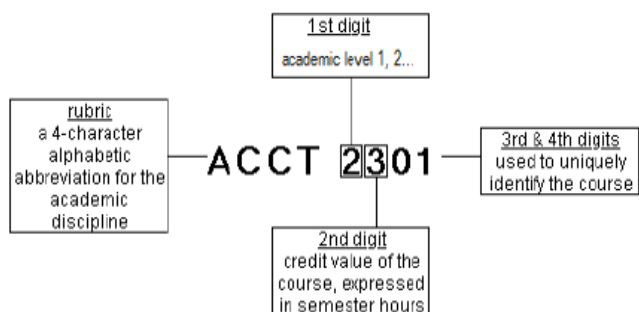 1st digit
academic level 1, 2...
rubric
a 4-character
alphabetic
abbreviation for the
academic
discipline
ACCT 2301
3rd & 4th digits
used to uniquely
identify the course
2nd digit
credit value of the
course, expressed
in semester hours